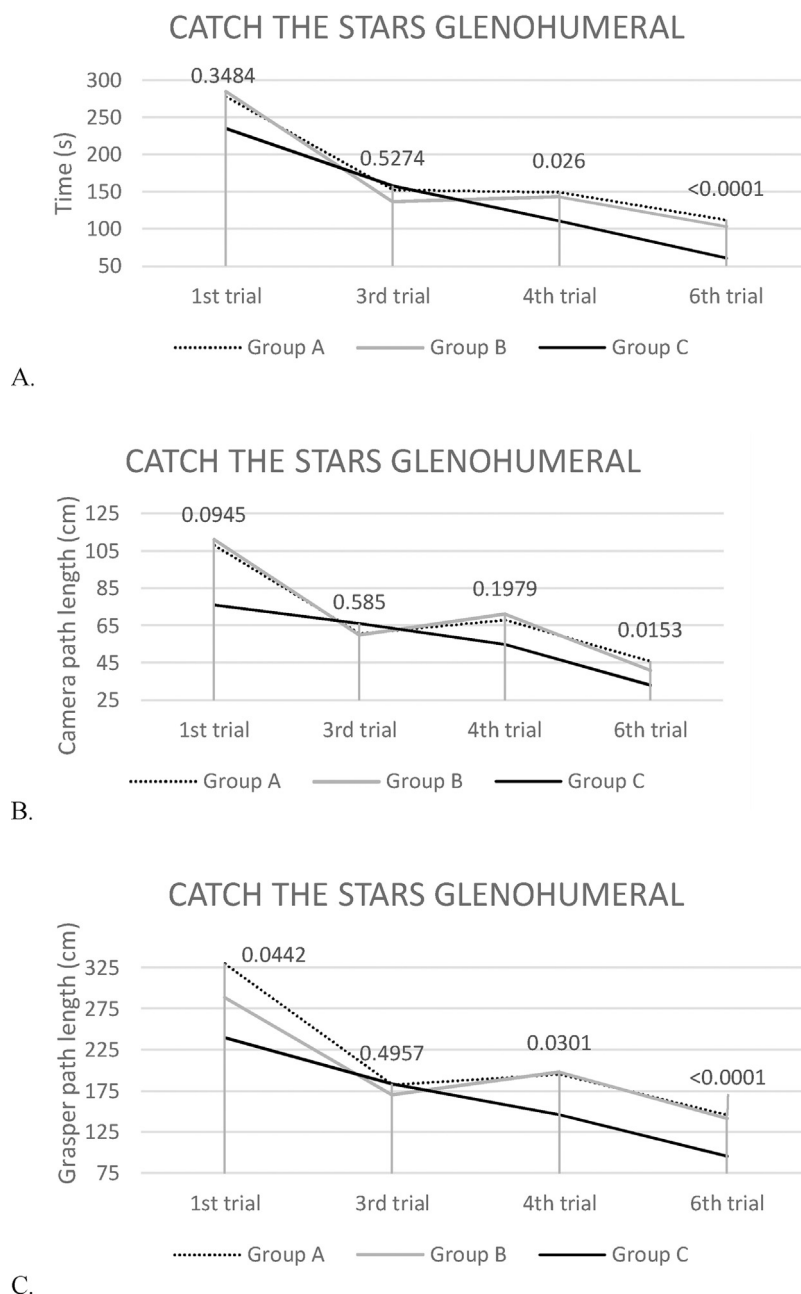 CATCH THE STARS GLENOHUMERAL
Time (s)
300
250
200
150
100
50
0.3484
0.5274
0.026
<0.0001
1st trial 3rd trial 4th trial 6th trial
Group A Group B Group C
A.
CATCH THE STARS GLENOHUMERAL
Camera path length (cm)
125
105
85
65
45
25
0.0945
0.585
0.1979
0.0153
1st trial 3rd trial 4th trial 6th trial
Group A Group B Group C
B.
CATCH THE STARS GLENOHUMERAL
Grasper path length (cm)
325
275
225
175
125
75
0.0442
0.4957
0.0301
<0.0001
1st trial 3rd trial 4th trial 6th trial
Group A Group B Group C
C.